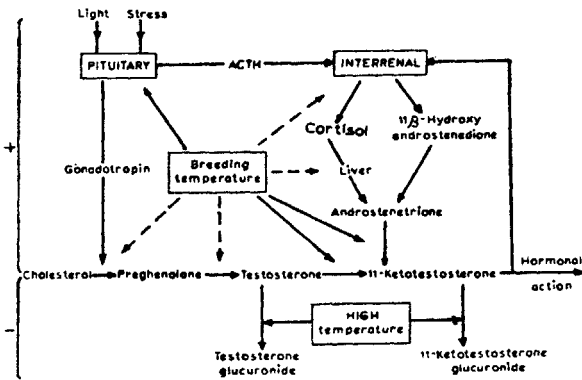 Light Stress
PITUITARY
ACTH
INTERRENAL
+
Cortisol
11β-Hydroxy
androstenedione
Gonadotropin
Breeding
temperature
Liver
Androstenetrione
Cholesterol
Preghenolone
Testosterone
11-Ketotestosterone
Hormonal
action
-
HIGH
temperature
Testosterone
glucuronide
11-Ketotestosterone
glucuronide